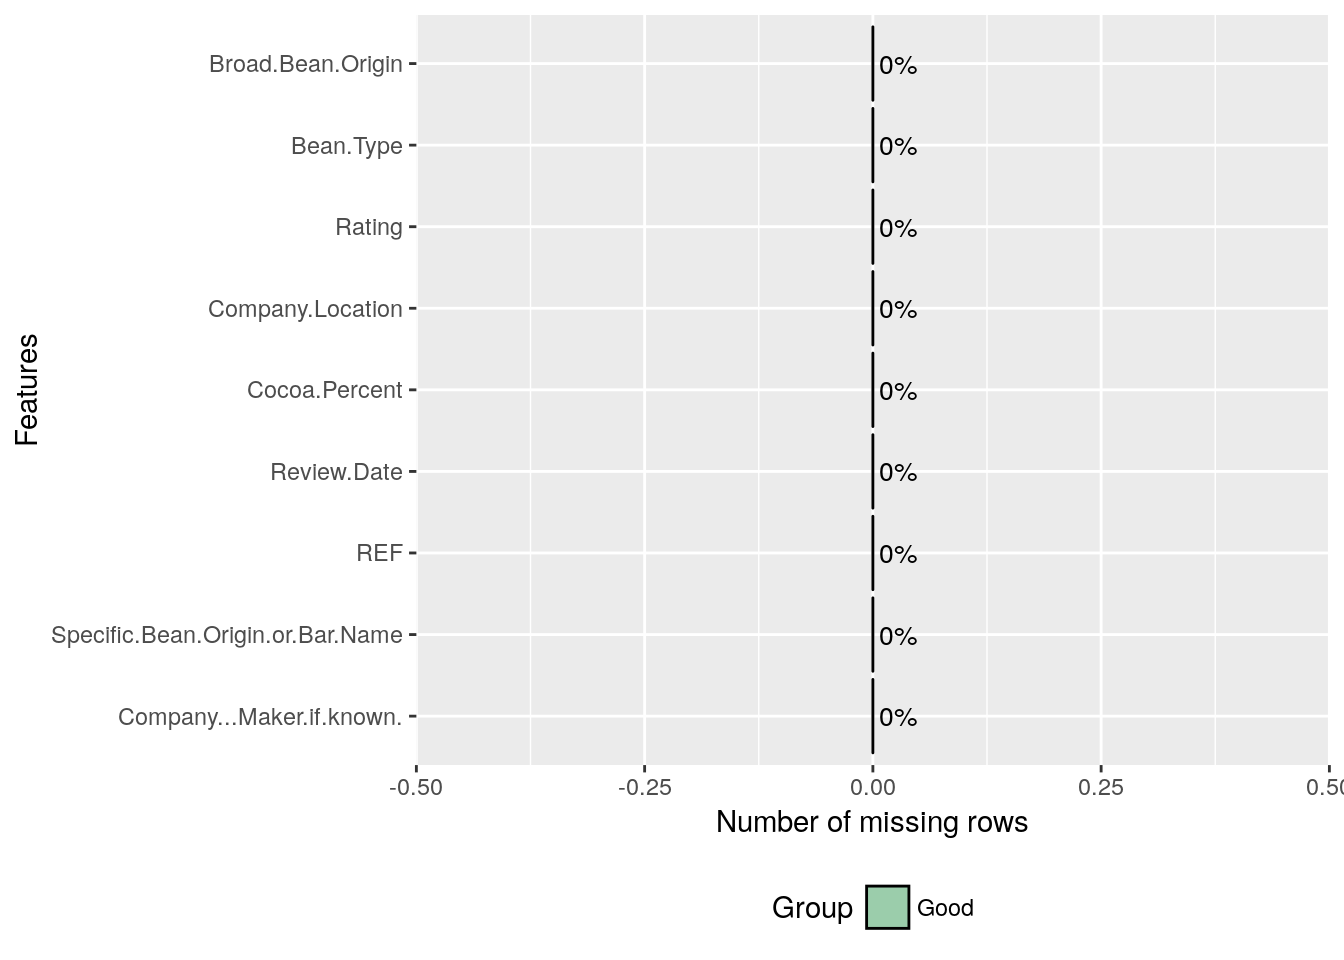 Broad.Bean.Origin 0%
Bean.Type 0%
Rating 0%
Company.Location 0%
Cocoa.Percent 0%
Review.Date 0%
REF 0%
Specific.Bean.Origin.or.Bar.Name 0%
Company...Maker.if.known. 0%
Features
-0.50 -0.25 0.00 0.25 0.50
Number of missing rows
Group Good